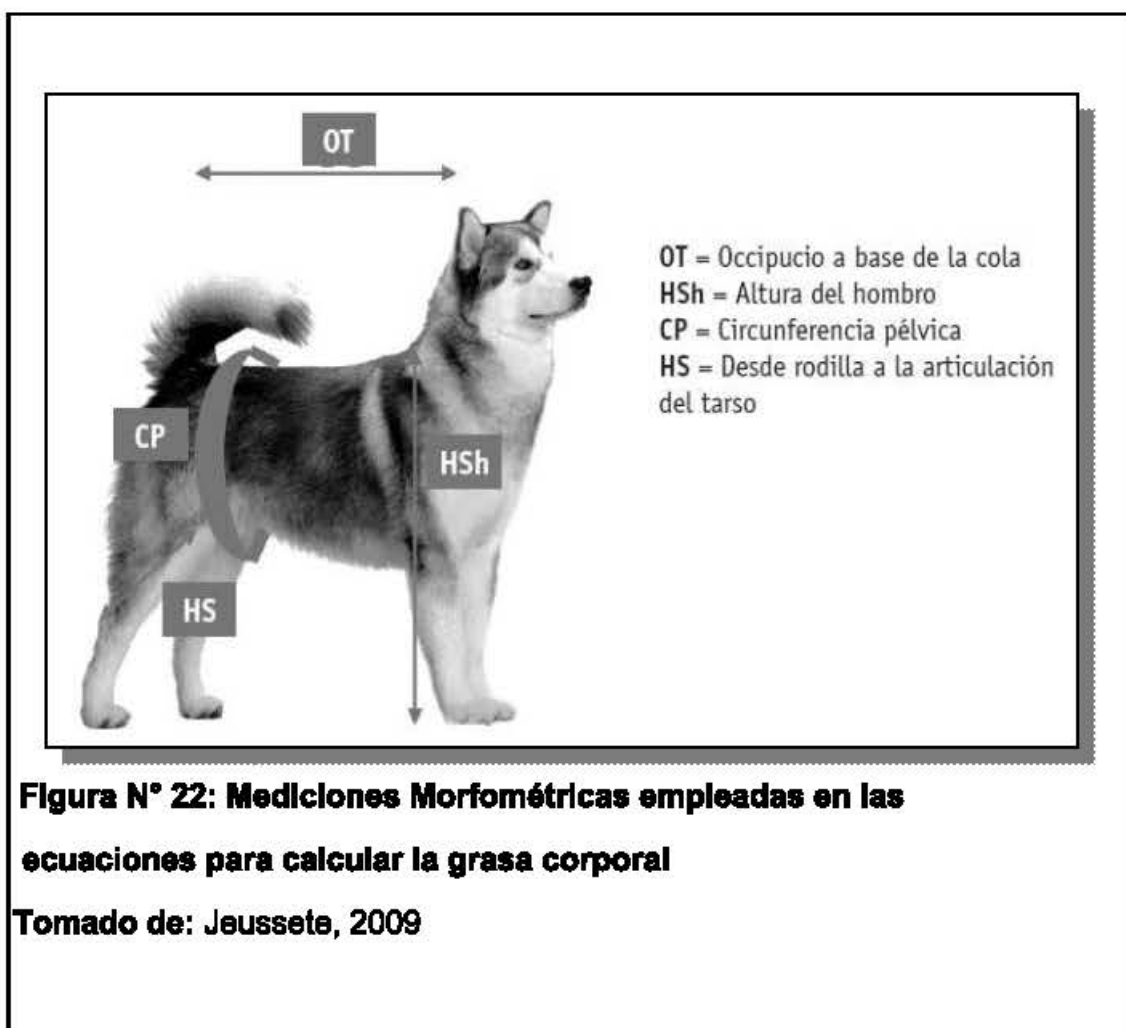 OT
OT = Occipucio a base de la cola
HSh = Altura del hombro
CP = Circunferencia pélvica
HS = Desde rodilla a la articulación
del tarso
CP
HSh
HS
Figura N° 22: Mediciones Morfométricas empleadas en las
ecuaciones para calcular la grasa corporal
Tomado de: Jeussete, 2009